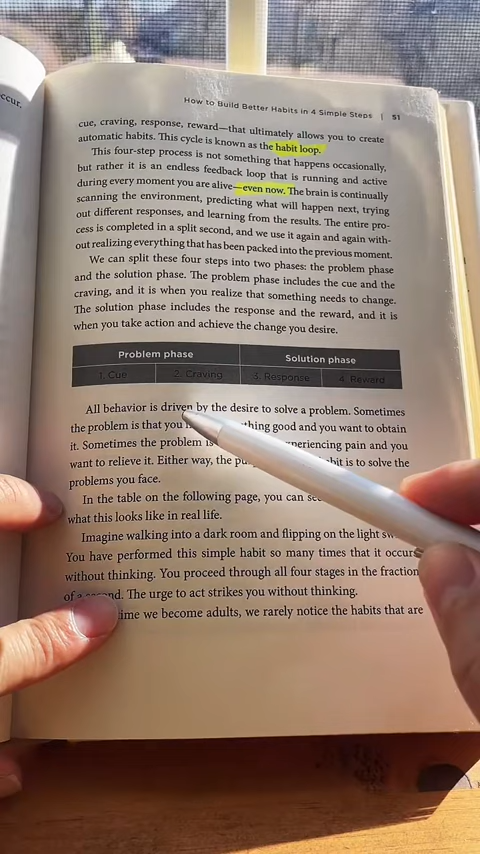 occur.
How to Build Better Habits in 4 Simple Steps | 51
cue, craving, response, reward—that ultimately allows you to create
automatic habits. This cycle is known as the habit loop.
This four-step process is not something that happens occasionally,
but rather it is an endless feedback loop that is running and active
during every moment you are alive—even now. The brain is continually
scanning the environment, predicting what will happen next, trying
out different responses, and learning from the results. The entire pro-
cess is completed in a split second, and we use it again and again with-
out realizing everything that has been packed into the previous moment.
We can split these four steps into two phases: the problem phase
and the solution phase. The problem phase includes the cue and the
craving, and it is when you realize that something needs to change.
The solution phase includes the response and the reward, and it is
when you take action and achieve the change you desire.
Problem phase Solution phase
1. Cue 2. Craving 3. Response 4. Reward
All behavior is driven by the desire to solve a problem. Sometimes
the problem is that you thing good and you want to obtain
it. Sometimes the problem is periencing pain and you
want to relieve it. Either way, the bit is to solve the
problems you face.
In the table on the following page, you can
what this looks like in real life.
Imagine walking into a dark room and flipping on the light
You have performed this simple habit so many times that it occurs
without thinking. You proceed through all four stages in the fraction
of a second. The urge to act strikes you without thinking.
time we become adults, we rarely notice the habits that are